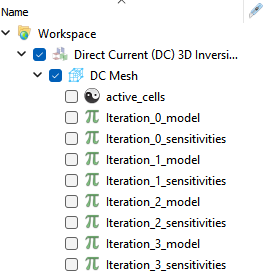 Name
Workspace
Direct Current (DC) 3D Inversi...
DC Mesh
active_cells
Iteration_0_model
Iteration_0_sensitivities
Iteration_1_model
Iteration_1_sensitivities
Iteration_2_model
Iteration_2_sensitivities
Iteration_3_model
Iteration_3_sensitivities